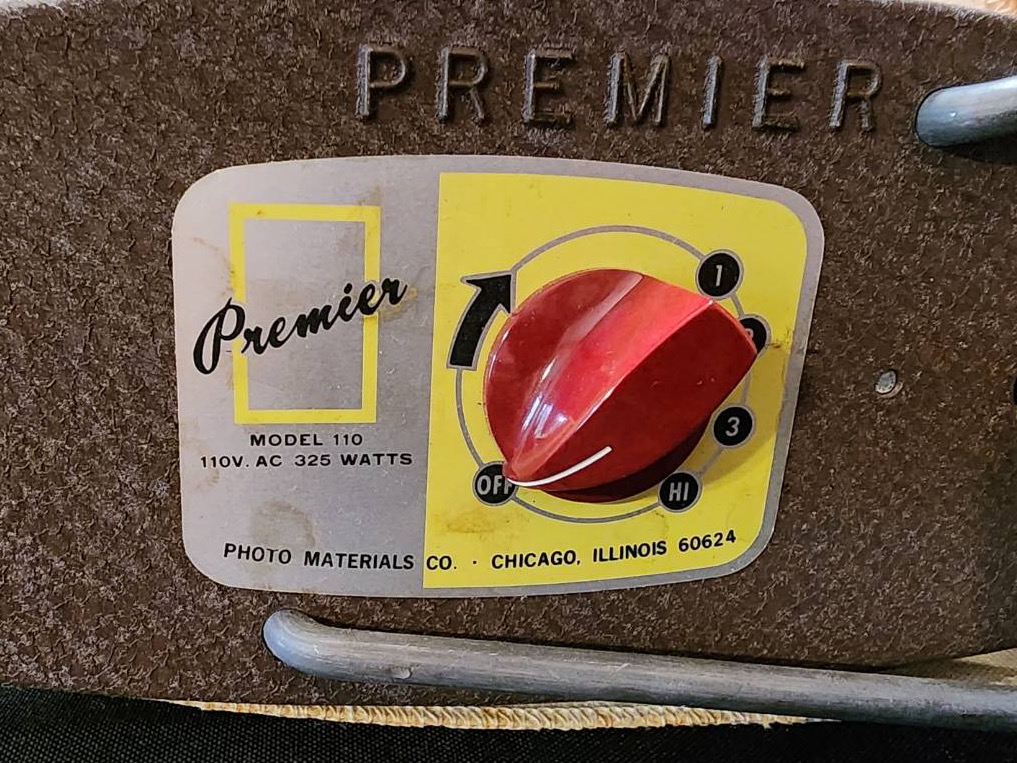 PREMIER
Premier
MODEL 110
110V. AC 325 WATTS
1
3
HI
OFF
PHOTO MATERIALS CO. · CHICAGO, ILLINOIS 60624